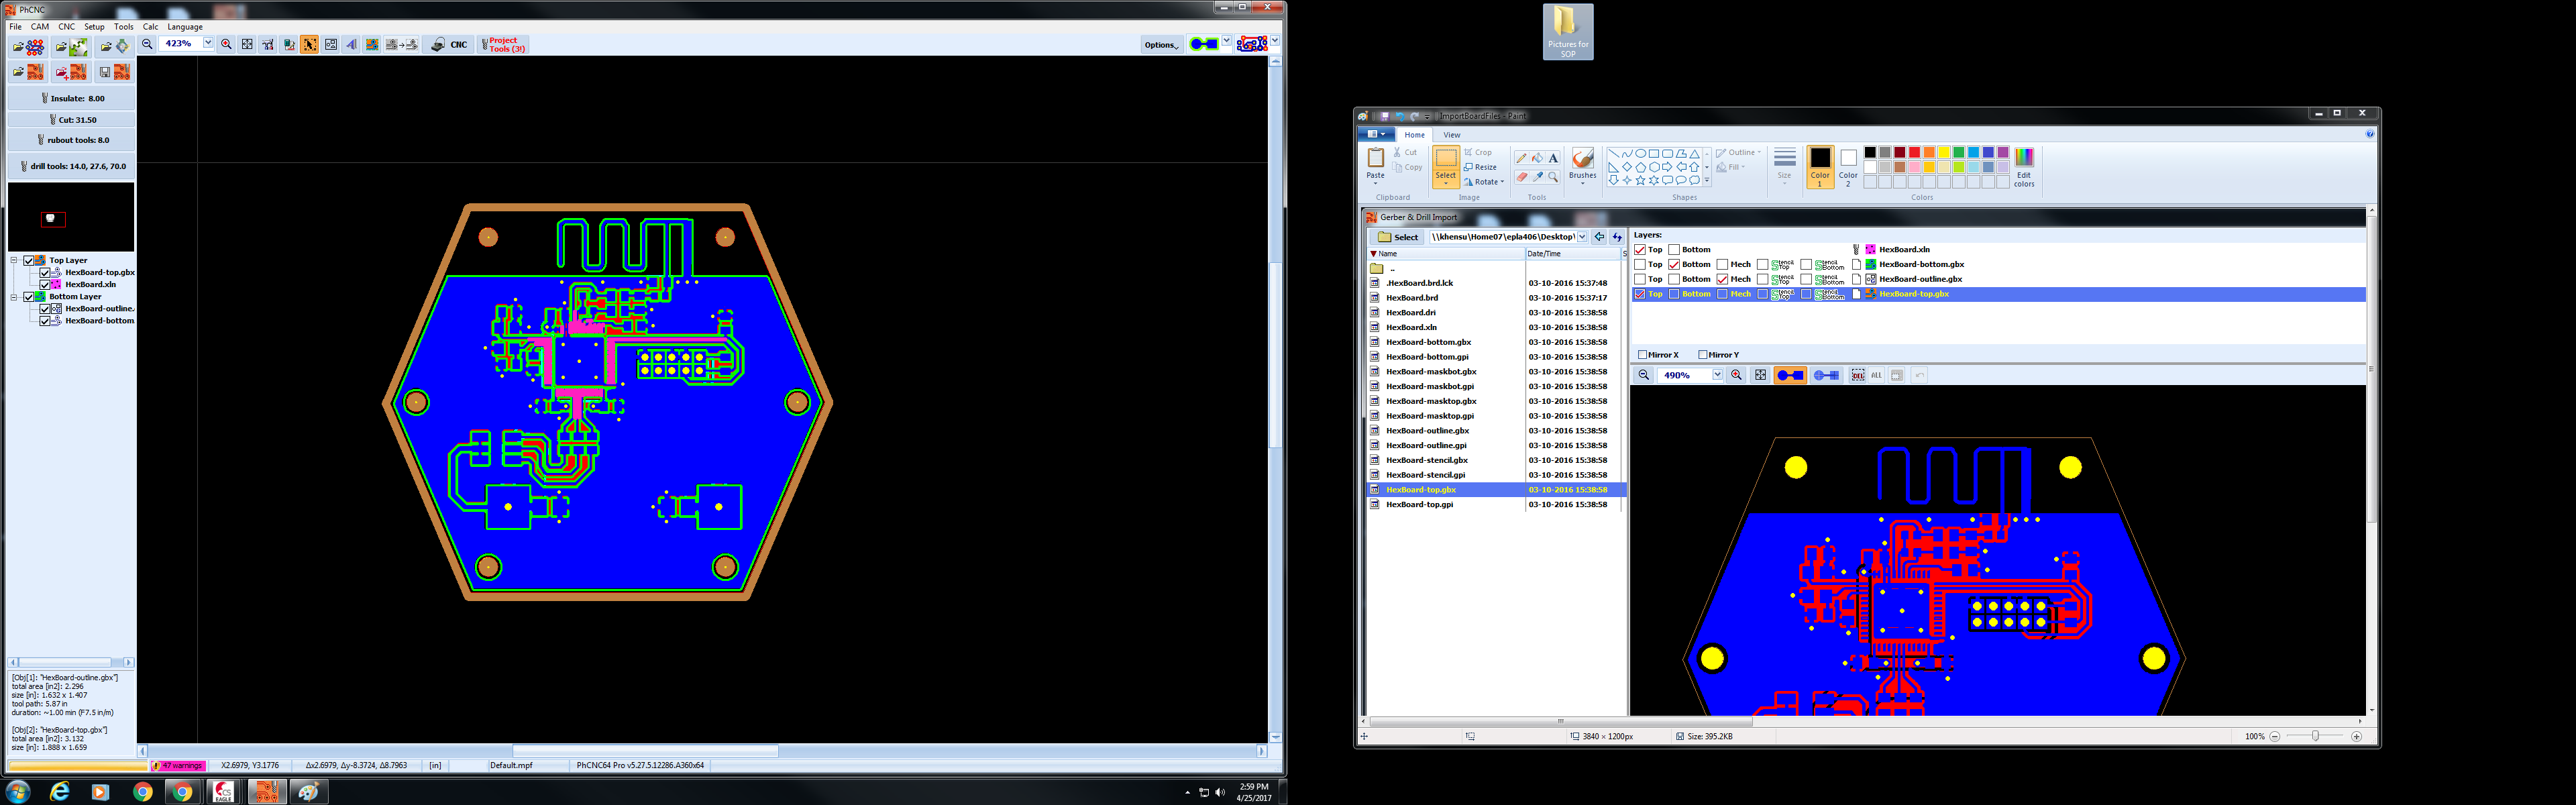 PhCNC
File CAM CNC Setup Tools Calc Language
423%
CNC
Project
Tools (3!)
Options
Insulate: 8.00
Cut: 31.50
rubout tools: 8.0
drill tools: 14.0, 27.6, 70.0
Top Layer
HexBoard-top.gbx
HexBoard.xln
Bottom Layer
HexBoard-outline.
HexBoard-bottom
[Obj[1]: "HexBoard-outline.gbx"]
total area [in2]: 2.296
size [in]: 1.632 x 1.407
tool path: 5.87 in
duration: ~1.00 min (F7.5 in/m)
[Obj[2]: "HexBoard-top.gbx"]
total area [in2]: 3.132
size [in]: 1.888 x 1.659
47 warnings
X2.6979, Y3.1776
Δx2.6979, Δy-8.3724, Δ8.7963
[in]
Default.mpf
PhCNC64 Pro v5.27.5.12286.A360x64
CS
EAGLE
2:59 PM
4/25/2017
Pictures for
SOP
ImportBoardFiles - Paint
Home View
Paste
Cut
Copy
Clipboard
Select
Crop
Resize
Rotate
Image
A
Tools
Brushes
Outline
Fill
Shapes
Size
Color
1
Color
2
Edit
colors
Colors
Gerber & Drill Import
Select
\\khensu\Home07\epla406\Desktop\
Name Date/Time S
..
.HexBoard.brd.lck 03-10-2016 15:37:48
HexBoard.brd 03-10-2016 15:37:17
HexBoard.dri 03-10-2016 15:38:58
HexBoard.xln 03-10-2016 15:38:58
HexBoard-bottom.gbx 03-10-2016 15:38:58
HexBoard-bottom.gpi 03-10-2016 15:38:58
HexBoard-maskbot.gbx 03-10-2016 15:38:58
HexBoard-maskbot.gpi 03-10-2016 15:38:58
HexBoard-masktop.gbx 03-10-2016 15:38:58
HexBoard-masktop.gpi 03-10-2016 15:38:58
HexBoard-outline.gbx 03-10-2016 15:38:58
HexBoard-outline.gpi 03-10-2016 15:38:58
HexBoard-stencil.gbx 03-10-2016 15:38:58
HexBoard-stencil.gpi 03-10-2016 15:38:58
HexBoard-top.gbx 03-10-2016 15:38:58
HexBoard-top.gpi 03-10-2016 15:38:58
Layers:
Top Bottom HexBoard.xln
Top Bottom Mech Stencil Top Stencil Bottom HexBoard-bottom.gbx
Top Bottom Mech Stencil Top Stencil Bottom HexBoard-outline.gbx
Top Bottom Mech Stencil Top Stencil Bottom HexBoard-top.gbx
Mirror X Mirror Y
490%
ALL
3840 × 1200px
Size: 395.2KB
100%